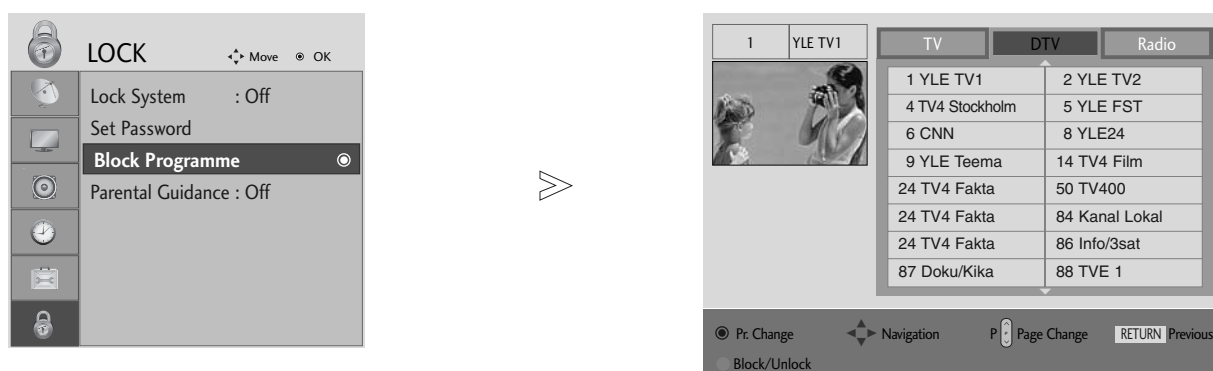 LOCK Move OK
Lock System : Off
Set Password
Block Programme
Parental Guidance : Off
1 YLE TV1
TV DTV Radio
1 YLE TV1 2 YLE TV2
4 TV4 Stockholm 5 YLE FST
6 CNN 8 YLE24
9 YLE Teema 14 TV4 Film
24 TV4 Fakta 50 TV400
24 TV4 Fakta 84 Kanal Lokal
24 TV4 Fakta 86 Info/3sat
87 Doku/Kika 88 TVE 1
Pr. Change Navigation P Page Change RETURN Previous
Block/Unlock